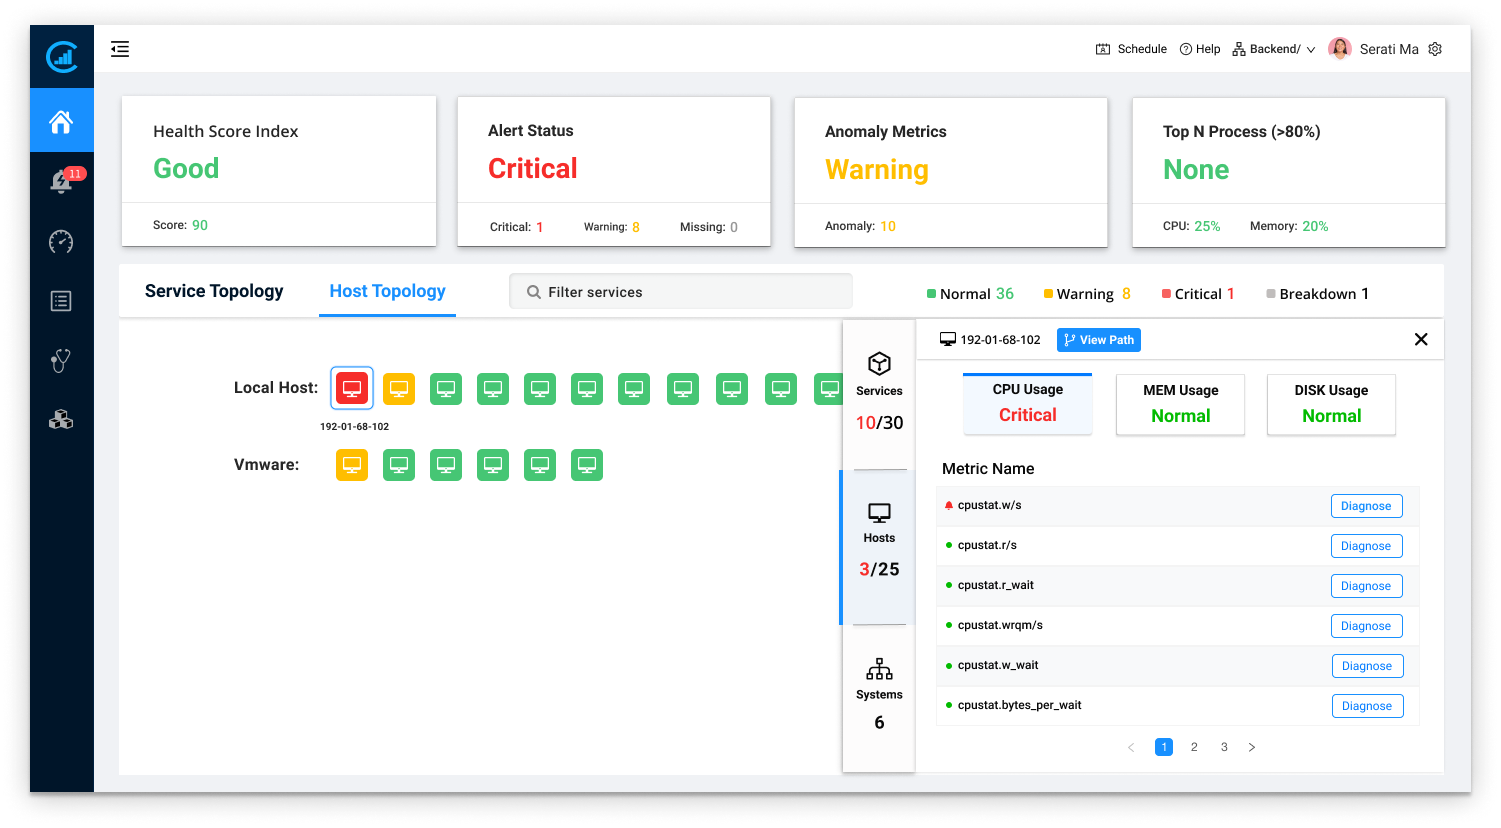 Schedule
Help
Backend/
Serati Ma
11
Health Score Index
Good
Score: 90
Alert Status
Critical
Critical: 1 Warning: 8 Missing: 0
Anomaly Metrics
Warning
Anomaly: 10
Top N Process (>80%)
None
CPU: 25% Memory: 20%
Service Topology
Host Topology
Filter services
Normal 36
Warning 8
Critical 1
Breakdown 1
Local Host:
192-01-68-102
Vmware:
Services
10/30
Hosts
3/25
Systems
6
192-01-68-102
View Path
CPU Usage
Critical
MEM Usage
Normal
DISK Usage
Normal
Metric Name
cpustat.w/s Diagnose
cpustat.r/s Diagnose
cpustat.r_wait Diagnose
cpustat.wrqm/s Diagnose
cpustat.w_wait Diagnose
cpustat.bytes_per_wait Diagnose
< 1 2 3 >